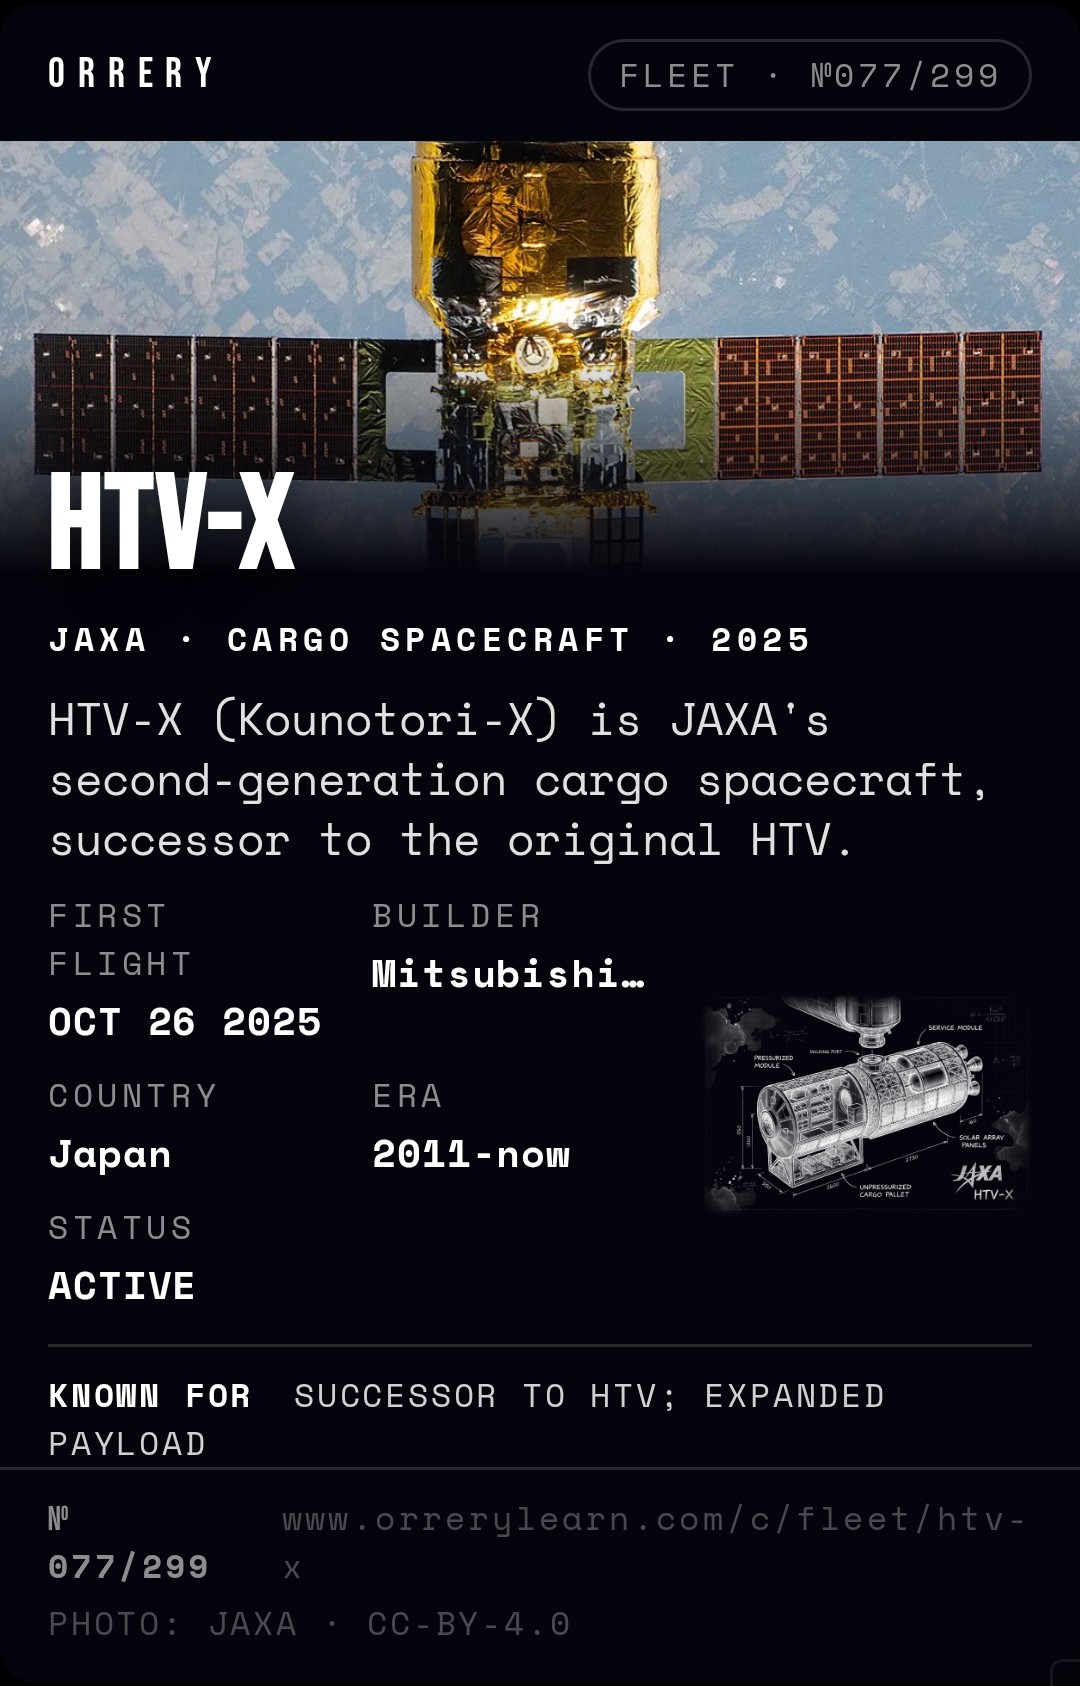 ORRERY
FLEET · №077/299
HTV-X
JAXA · CARGO SPACECRAFT · 2025
HTV-X (Kounotori-X) is JAXA's
second-generation cargo spacecraft,
successor to the original HTV.
FIRST
FLIGHT
OCT 26 2025
BUILDER
Mitsubishi…
COUNTRY
Japan
ERA
2011-now
STATUS
ACTIVE
SERVICE MODULE
DOCKING PORT
PRESSURIZED
MODULE
SOLAR ARRAY
PANELS
UNPRESSURIZED
CARGO PALLET
JAXA
HTV-X
KNOWN FOR SUCCESSOR TO HTV; EXPANDED
PAYLOAD
№
077/299
www.orrerylearn.com/c/fleet/htv-
x
PHOTO: JAXA · CC-BY-4.0